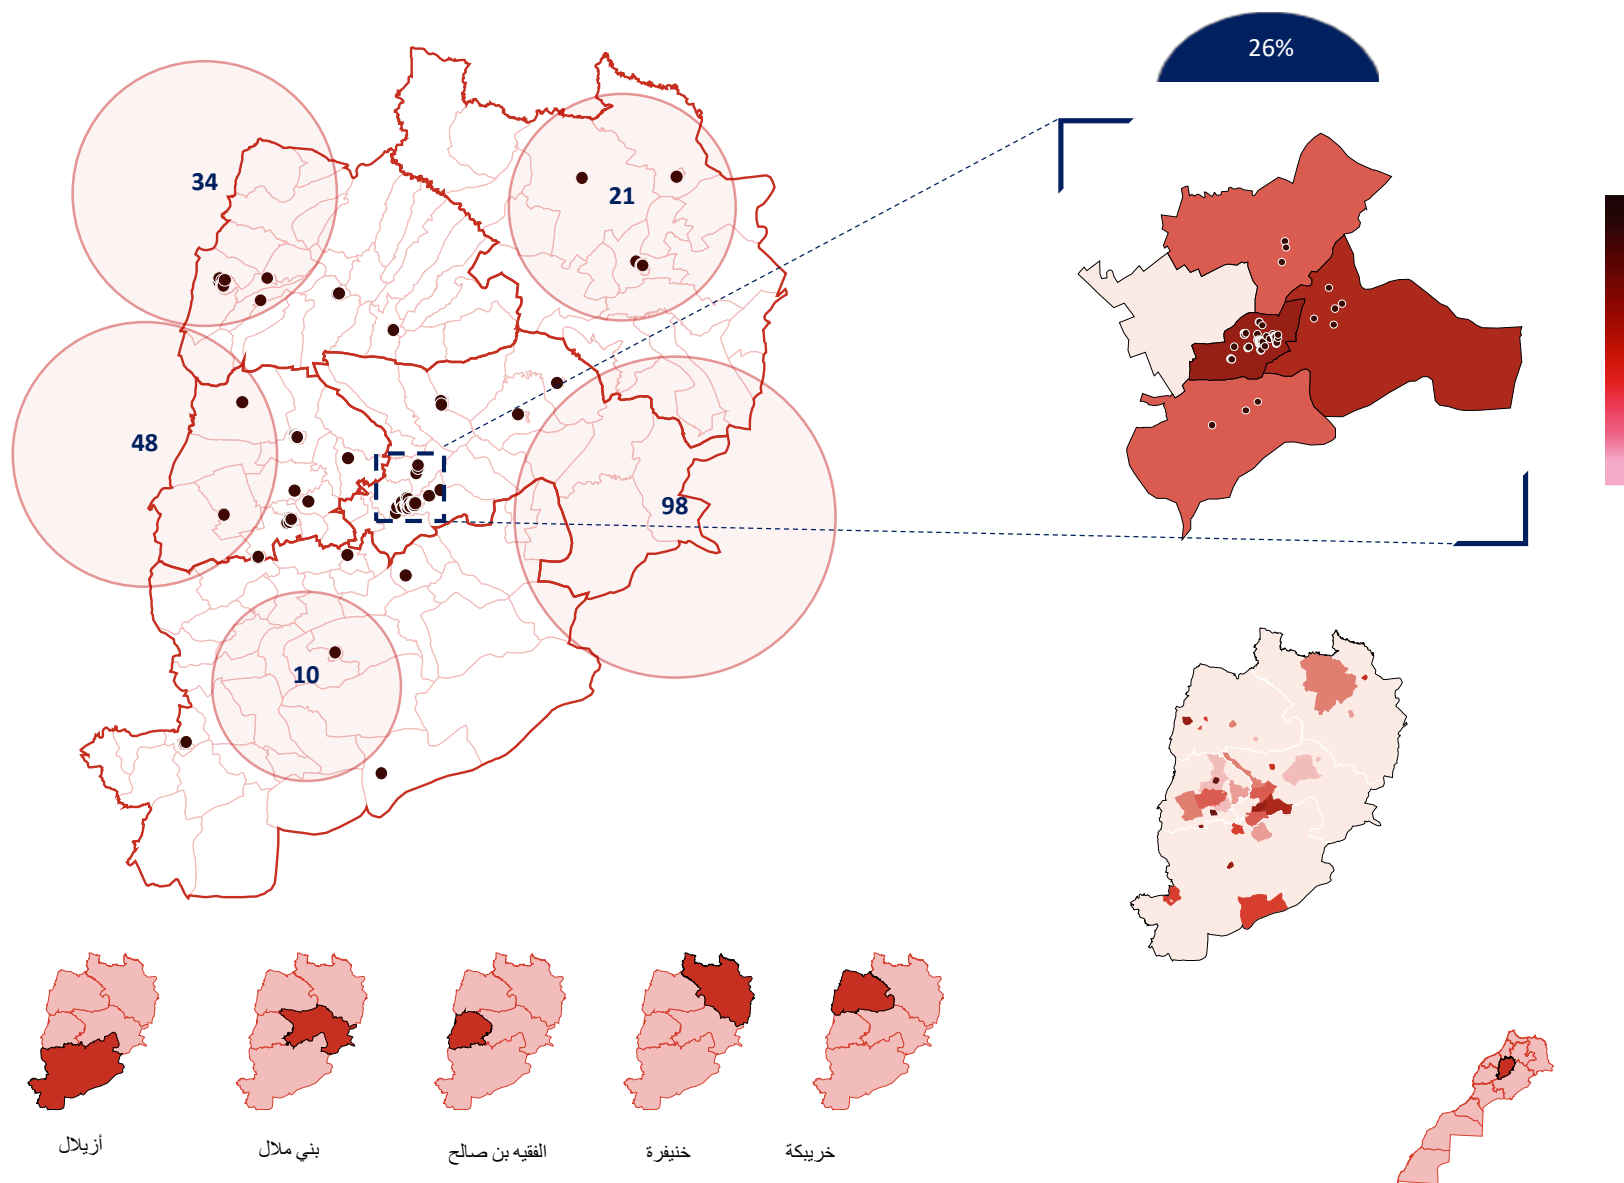 26%
34
21
48
98
10
أزيلال
بني ملال
الفقيه بن صالح
خنيفرة
خريبكة